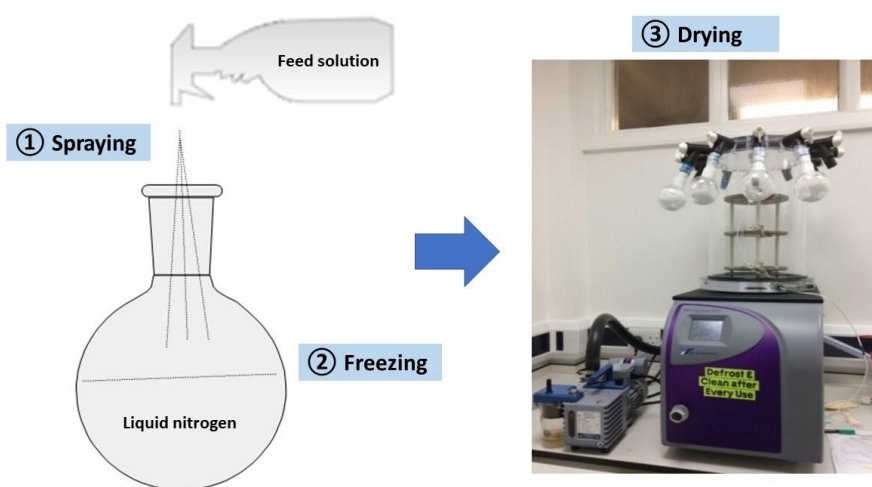 Feed solution
① Spraying
② Freezing
Liquid nitrogen
③ Drying
Defrost &
Clean after
Every Use